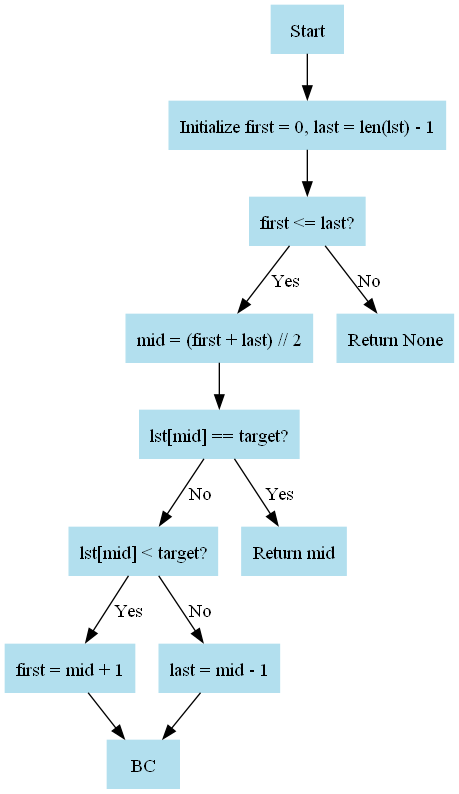 Start
Initialize first = 0, last = len(lst) - 1
first <= last?
Yes
No
mid = (first + last) // 2
Return None
lst[mid] == target?
No
Yes
lst[mid] < target?
Return mid
Yes
No
first = mid + 1
last = mid - 1
BC